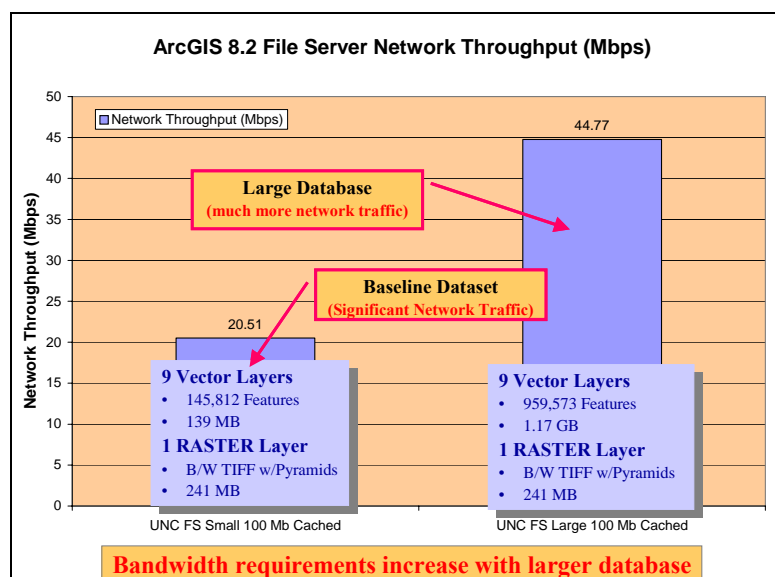 ArcGIS 8.2 File Server Network Throughput (Mbps)
Network Throughput (Mbps)
50
45
40
35
30
25
20
15
10
5
0
Network Throughput (Mbps)
44.77
Large Database
(much more network traffic)
Baseline Dataset
(Significant Network Traffic)
20.51
9 Vector Layers
• 145,812 Features
• 139 MB
1 RASTER Layer
• B/W TIFF w/Pyramids
• 241 MB
9 Vector Layers
• 959,573 Features
• 1.17 GB
1 RASTER Layer
• B/W TIFF w/Pyramids
• 241 MB
UNC FS Small 100 Mb Cached
UNC FS Large 100 Mb Cached
Bandwidth requirements increase with larger database